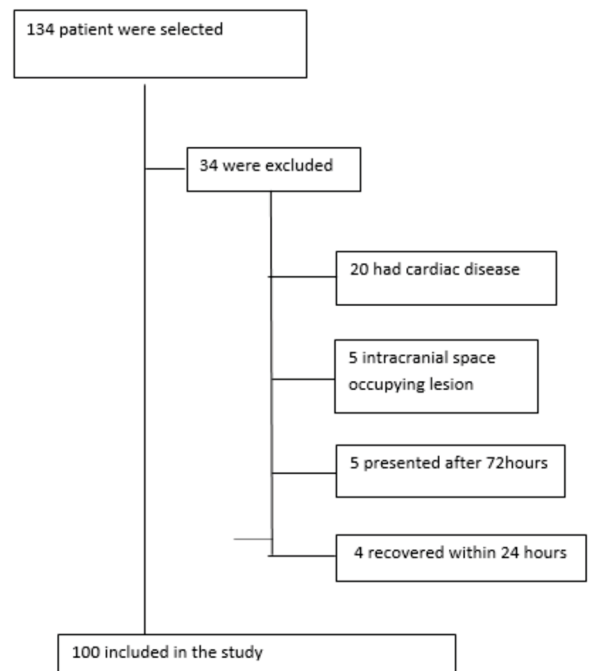 134 patient were selected
34 were excluded
20 had cardiac disease
5 intracranial space
occupying lesion
5 presented after 72hours
4 recovered within 24 hours
100 included in the study